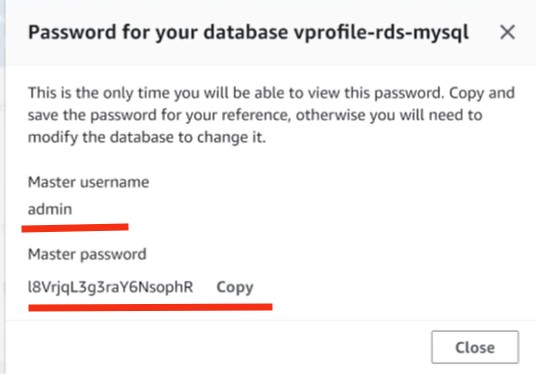 Password for your database vprofile-rds-mysql
This is the only time you will be able to view this password. Copy and
save the password for your reference, otherwise you will need to
modify the database to change it.
Master username
admin
Master password
l8VrjqL3g3raY6NsophR Copy
Close